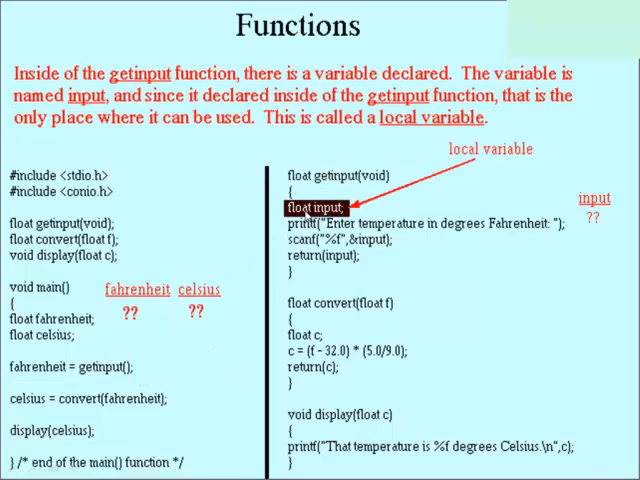 Functions
Inside of the getinput function, there is a variable declared. The variable is
named input, and since it declared inside of the getinput function, that is the
only place where it can be used. This is called a local variable.
local variable
#include <stdio.h>
#include <conio.h>
float getinput(void);
float convert(float f);
void display(float c);
void main()
{
float fahrenheit;
float celsius;
fahrenheit = getinput();
celsius = convert(fahrenheit);
display(celsius);
} /* end of the main() function */
fahrenheit celsius
?? ??
float getinput(void)
{
float input;
printf("Enter temperature in degrees Fahrenheit: ");
scanf("%f",&input);
return(input);
}
float convert(float f)
{
float c;
c = (f - 32.0) * (5.0/9.0);
return(c);
}
void display(float c)
{
printf("That temperature is %f degrees Celsius.\n",c);
}
input
??